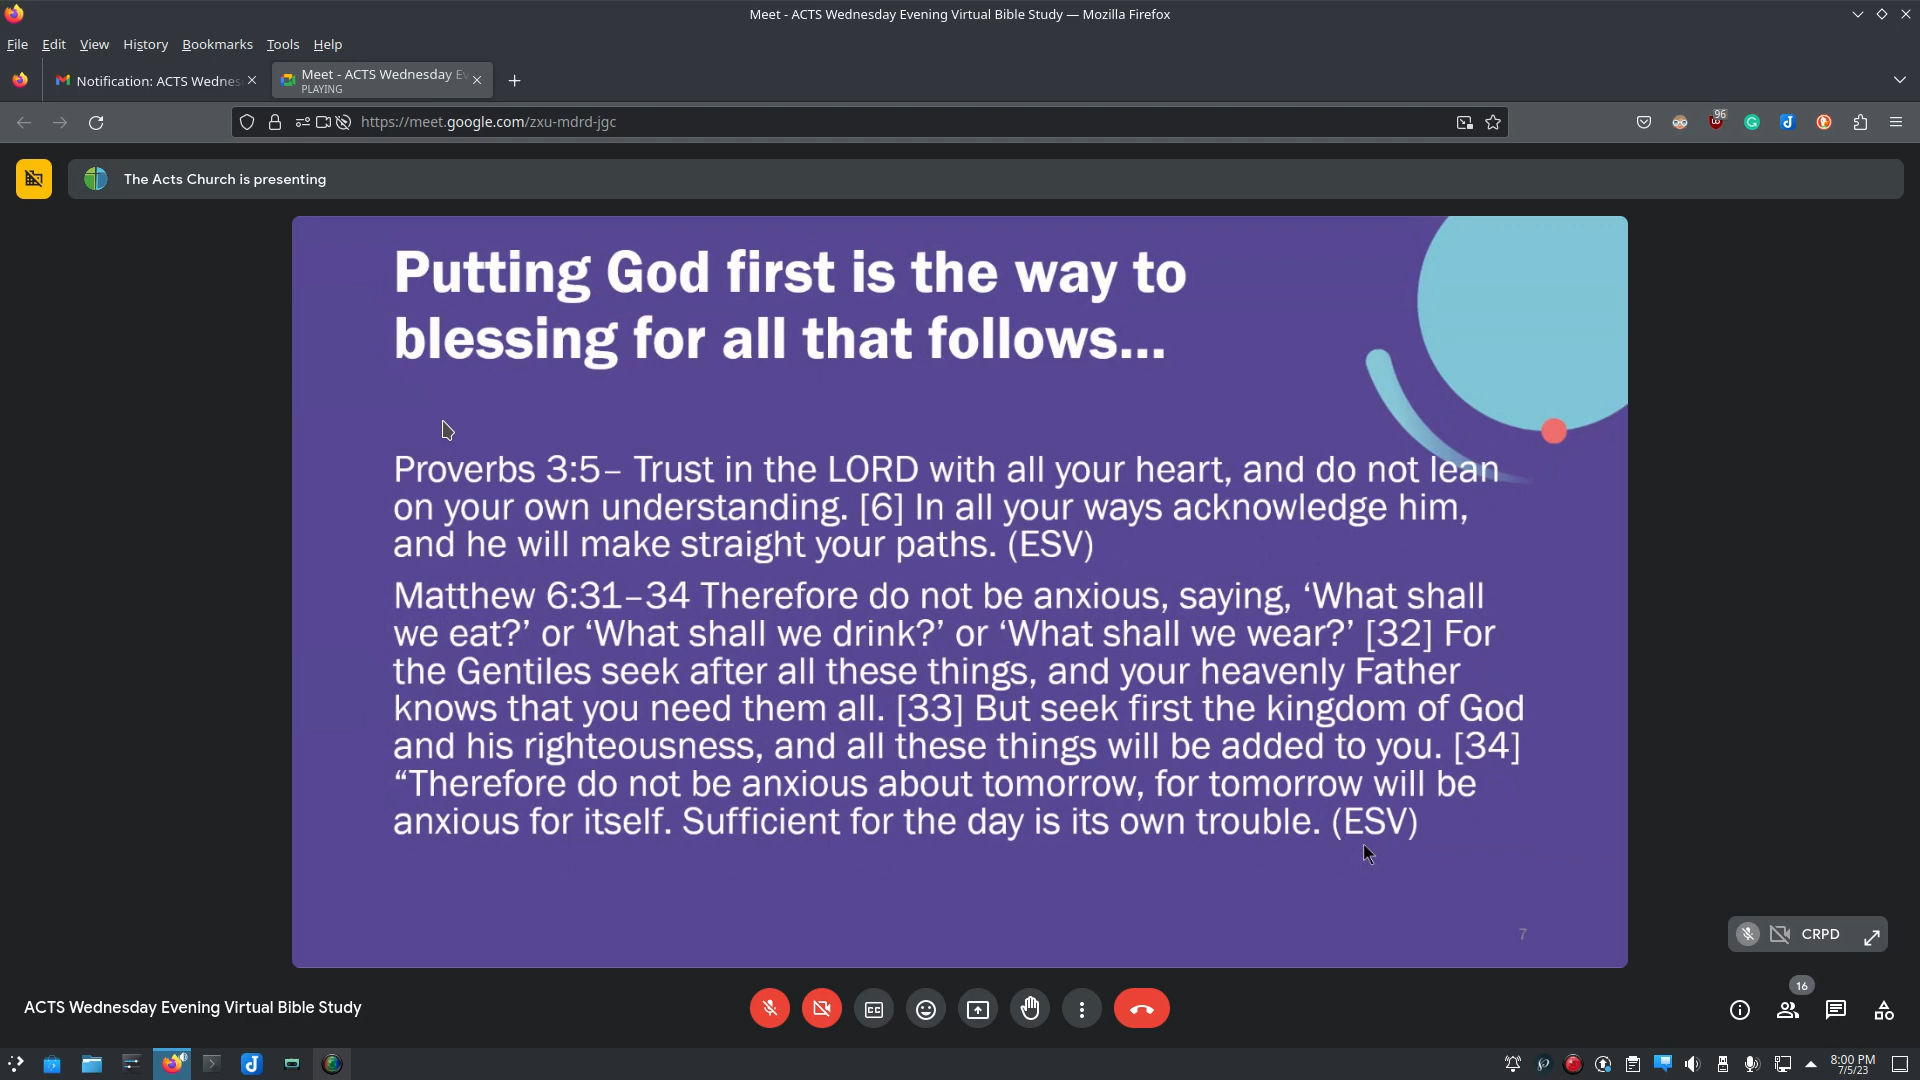 Meet - ACTS Wednesday Evening Virtual Bible Study — Mozilla Firefox
File Edit View History Bookmarks Tools Help
Notification: ACTS Wednes
Meet - ACTS Wednesday Ev
PLAYING
https://meet.google.com/zxu-mdrd-jgc
96
The Acts Church is presenting
Putting God first is the way to
blessing for all that follows...
Proverbs 3:5– Trust in the LORD with all your heart, and do not lean
on your own understanding. [6] In all your ways acknowledge him,
and he will make straight your paths. (ESV)
Matthew 6:31–34 Therefore do not be anxious, saying, ‘What shall
we eat?’ or ‘What shall we drink?’ or ‘What shall we wear?’ [32] For
the Gentiles seek after all these things, and your heavenly Father
knows that you need them all. [33] But seek first the kingdom of God
and his righteousness, and all these things will be added to you. [34]
“Therefore do not be anxious about tomorrow, for tomorrow will be
anxious for itself. Sufficient for the day is its own trouble. (ESV)
7
CRPD
16
ACTS Wednesday Evening Virtual Bible Study
8:00 PM
7/5/23